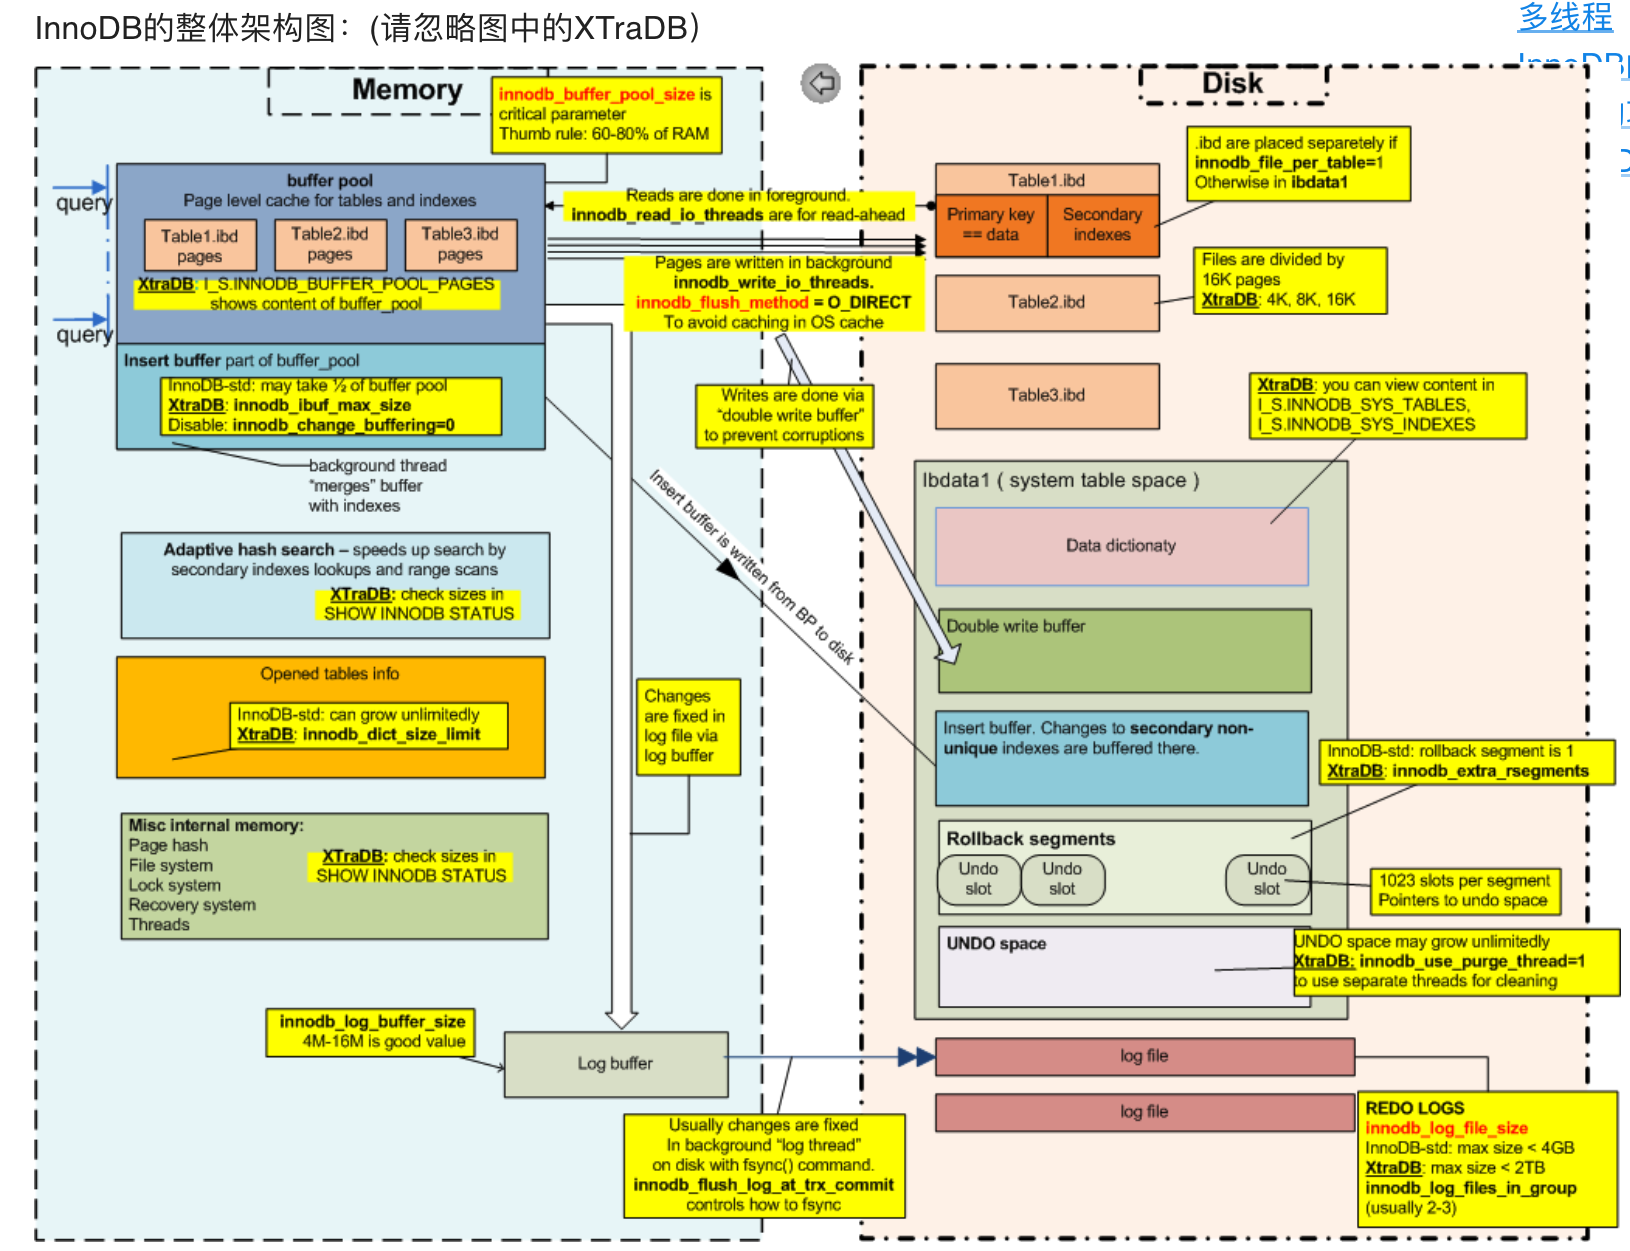 InnoDB的整体架构图：(请忽略图中的XTraDB）
多线程
Memory
innodb_buffer_pool_size is
critical parameter
Thumb rule: 60-80% of RAM
query
buffer pool
Page level cache for tables and indexes
Table1.ibd
pages
Table2.ibd
pages
Table3.ibd
pages
XtraDB: I_S.INNODB_BUFFER_POOL_PAGES
shows content of buffer_pool
query
Insert buffer part of buffer_pool
InnoDB-std: may take ½ of buffer pool
XtraDB: innodb_ibuf_max_size
Disable: innodb_change_buffering=0
background thread
“merges” buffer
with indexes
Adaptive hash search – speeds up search by
secondary indexes lookups and range scans
XTraDB: check sizes in
SHOW INNODB STATUS
Opened tables info
InnoDB-std: can grow unlimitedly
XtraDB: innodb_dict_size_limit
Misc internal memory:
Page hash
File system
Lock system
Recovery system
Threads
XTraDB: check sizes in
SHOW INNODB STATUS
innodb_log_buffer_size
4M-16M is good value
Log buffer
Reads are done in foreground.
innodb_read_io_threads are for read-ahead
Pages are written in background
innodb_write_io_threads.
innodb_flush_method = O_DIRECT
To avoid caching in OS cache
Writes are done via
“double write buffer”
to prevent corruptions
Insert buffer is written from BP to disk
Changes
are fixed in
log file via
log buffer
Usually changes are fixed
In background “log thread”
on disk with fsync() command.
innodb_flush_log_at_trx_commit
controls how to fsync
Disk
.ibd are placed separetely if
innodb_file_per_table=1
Otherwise in ibdata1
Table1.ibd
Primary key
== data
Secondary
indexes
Files are divided by
16K pages
XtraDB: 4K, 8K, 16K
Table2.ibd
Table3.ibd
XtraDB: you can view content in
I_S.INNODB_SYS_TABLES,
I_S.INNODB_SYS_INDEXES
Ibdata1 ( system table space )
Data dictionaty
Double write buffer
Insert buffer. Changes to secondary non-
unique indexes are buffered there.
InnoDB-std: rollback segment is 1
XtraDB: innodb_extra_rsegments
Rollback segments
Undo
slot
Undo
slot
Undo
slot
1023 slots per segment
Pointers to undo space
UNDO space
UNDO space may grow unlimitedly
XtraDB: innodb_use_purge_thread=1
to use separate threads for cleaning
log file
log file
REDO LOGS
innodb_log_file_size
InnoDB-std: max size < 4GB
XtraDB: max size < 2TB
innodb_log_files_in_group
(usually 2-3)